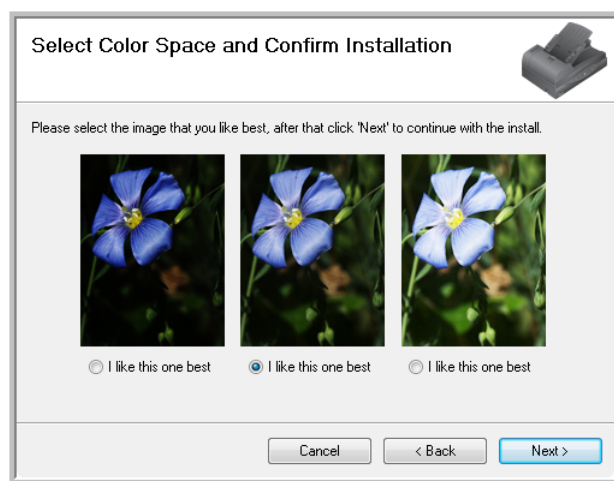 Select Color Space and Confirm Installation
Please select the image that you like best, after that click 'Next' to continue with the install.
I like this one best I like this one best I like this one best
Cancel < Back Next >